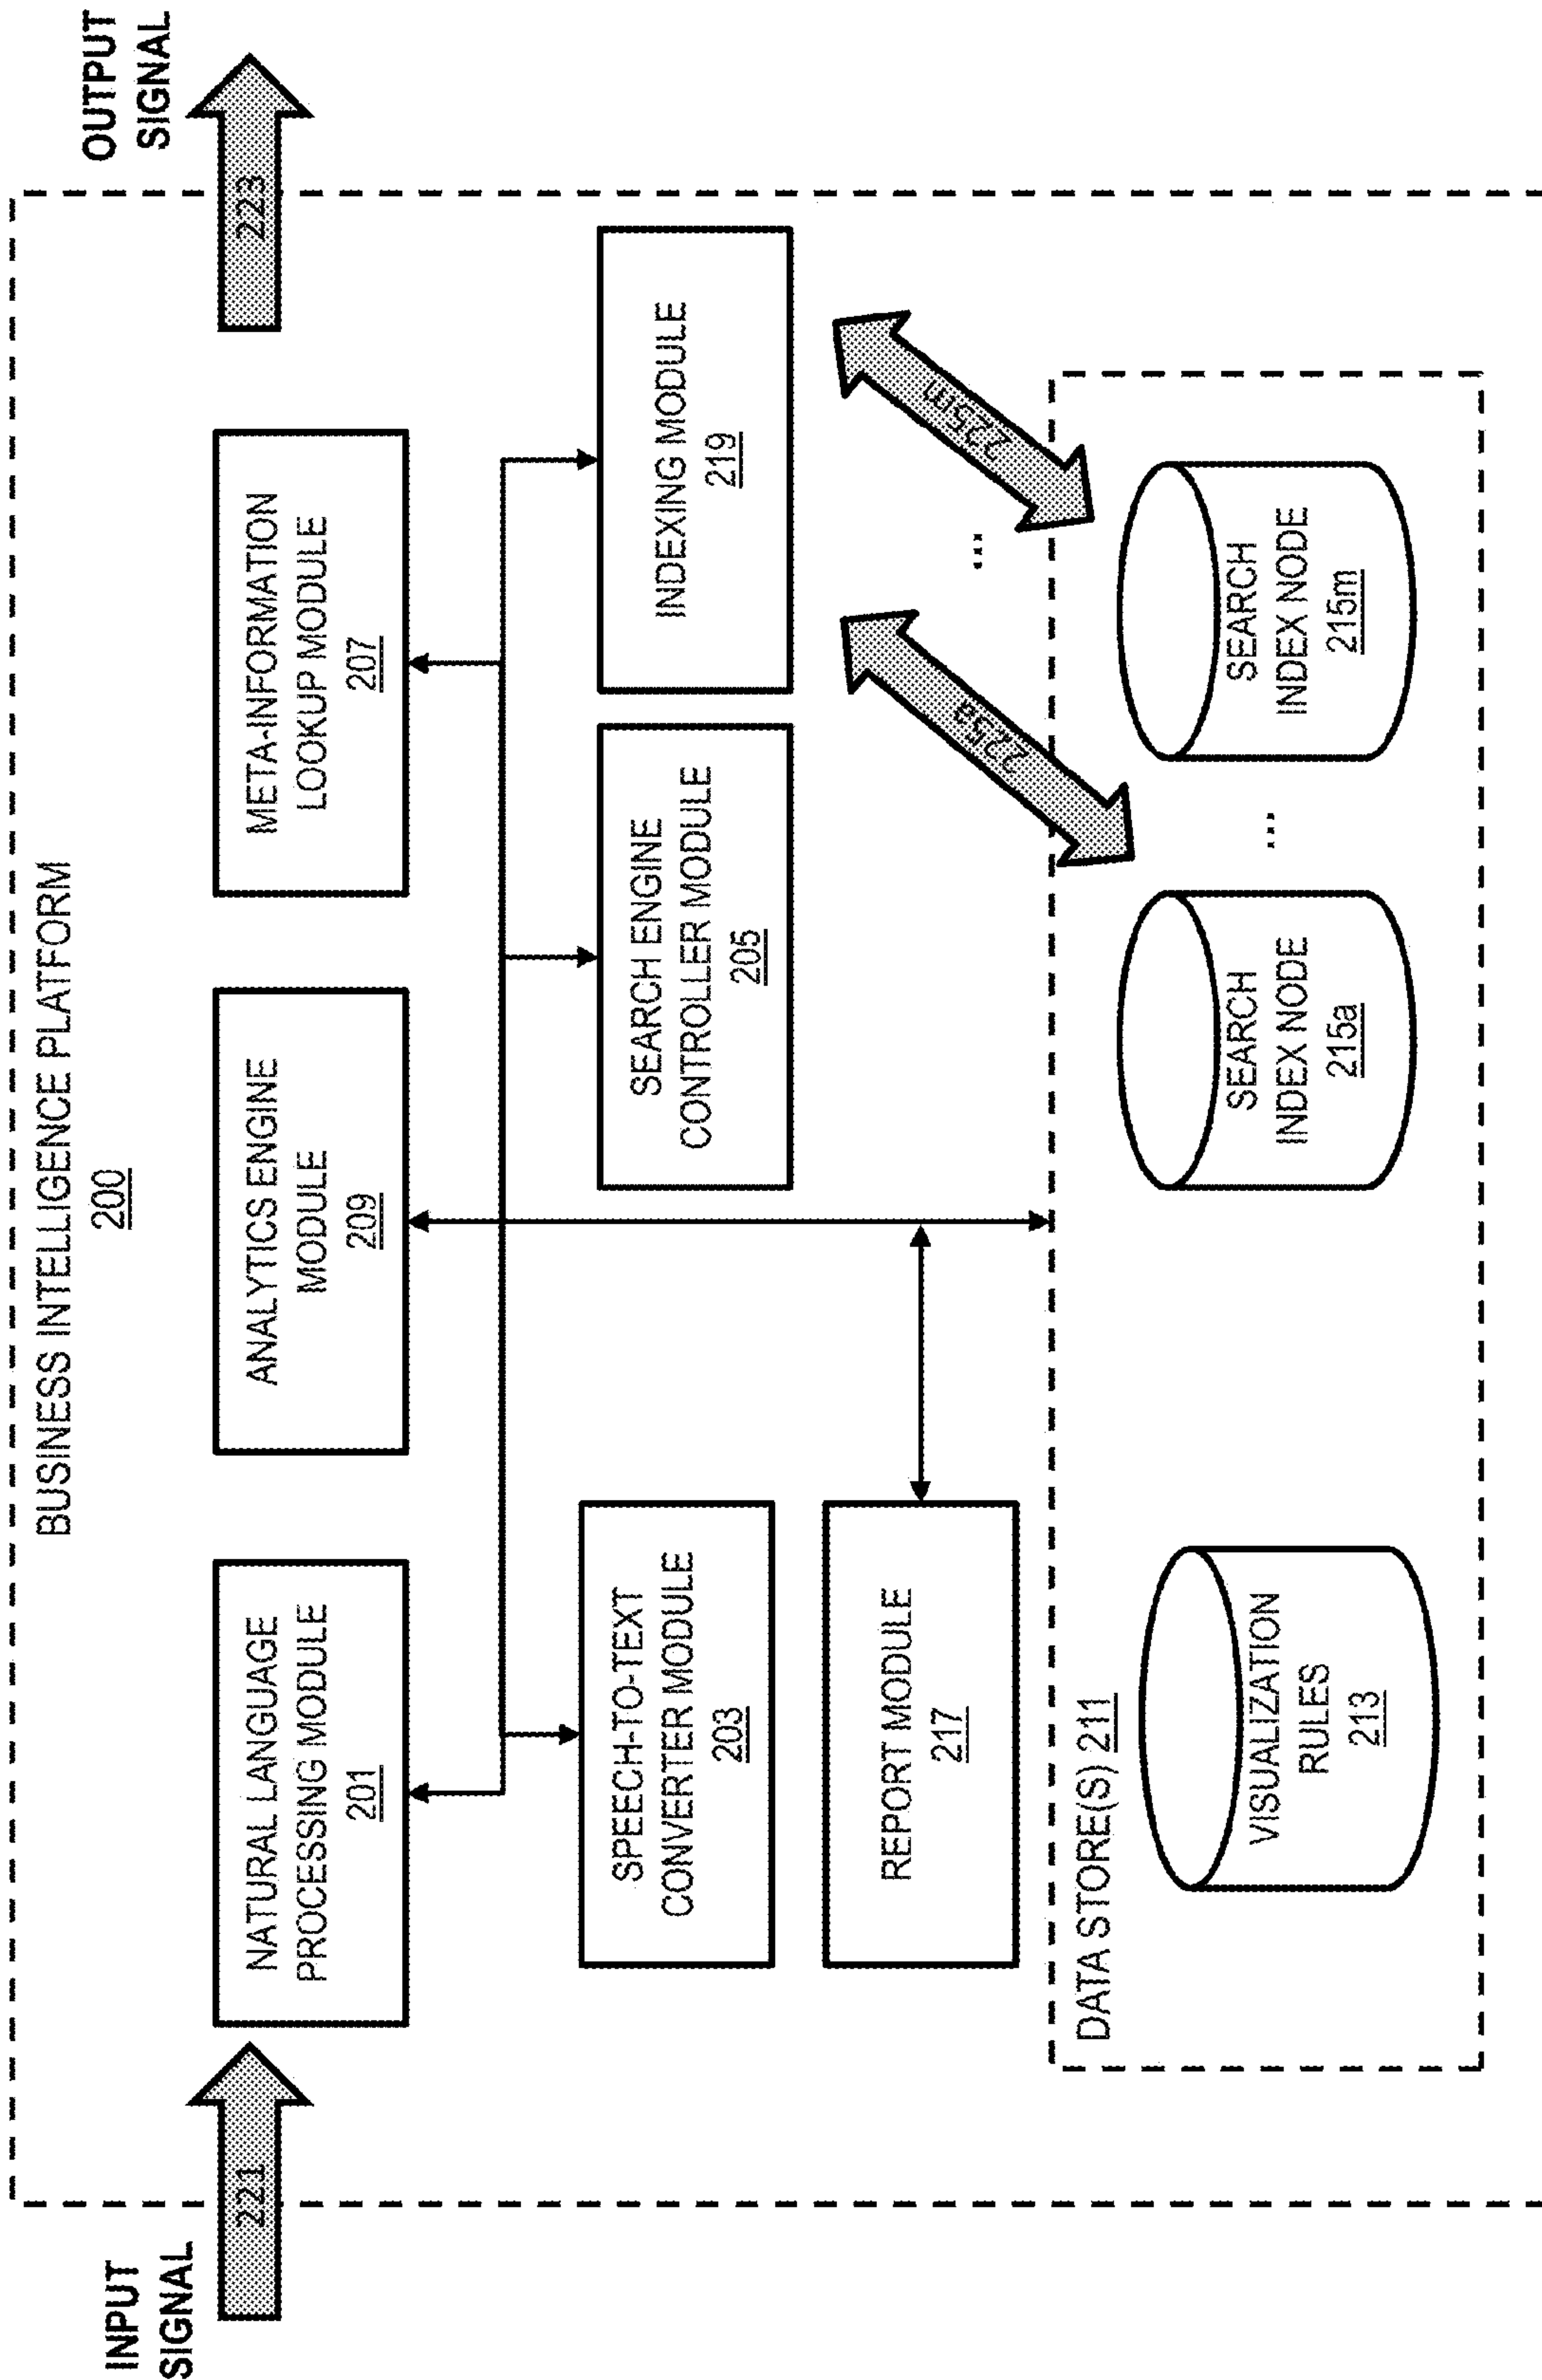 BUSINESS INTELLIGENCE PLATFORM
200
INPUT
SIGNAL
221
OUTPUT
SIGNAL
223
NATURAL LANGUAGE
PROCESSING MODULE
201
ANALYTICS ENGINE
MODULE
209
META-INFORMATION
LOOKUP MODULE
207
SPEECH-TO-TEXT
CONVERTER MODULE
203
SEARCH ENGINE
CONTROLLER MODULE
205
INDEXING MODULE
219
REPORT MODULE
217
225a
...
225m
DATA STORE(S) 211
VISUALIZATION
RULES
213
SEARCH
INDEX NODE
215a
...
SEARCH
INDEX NODE
215m